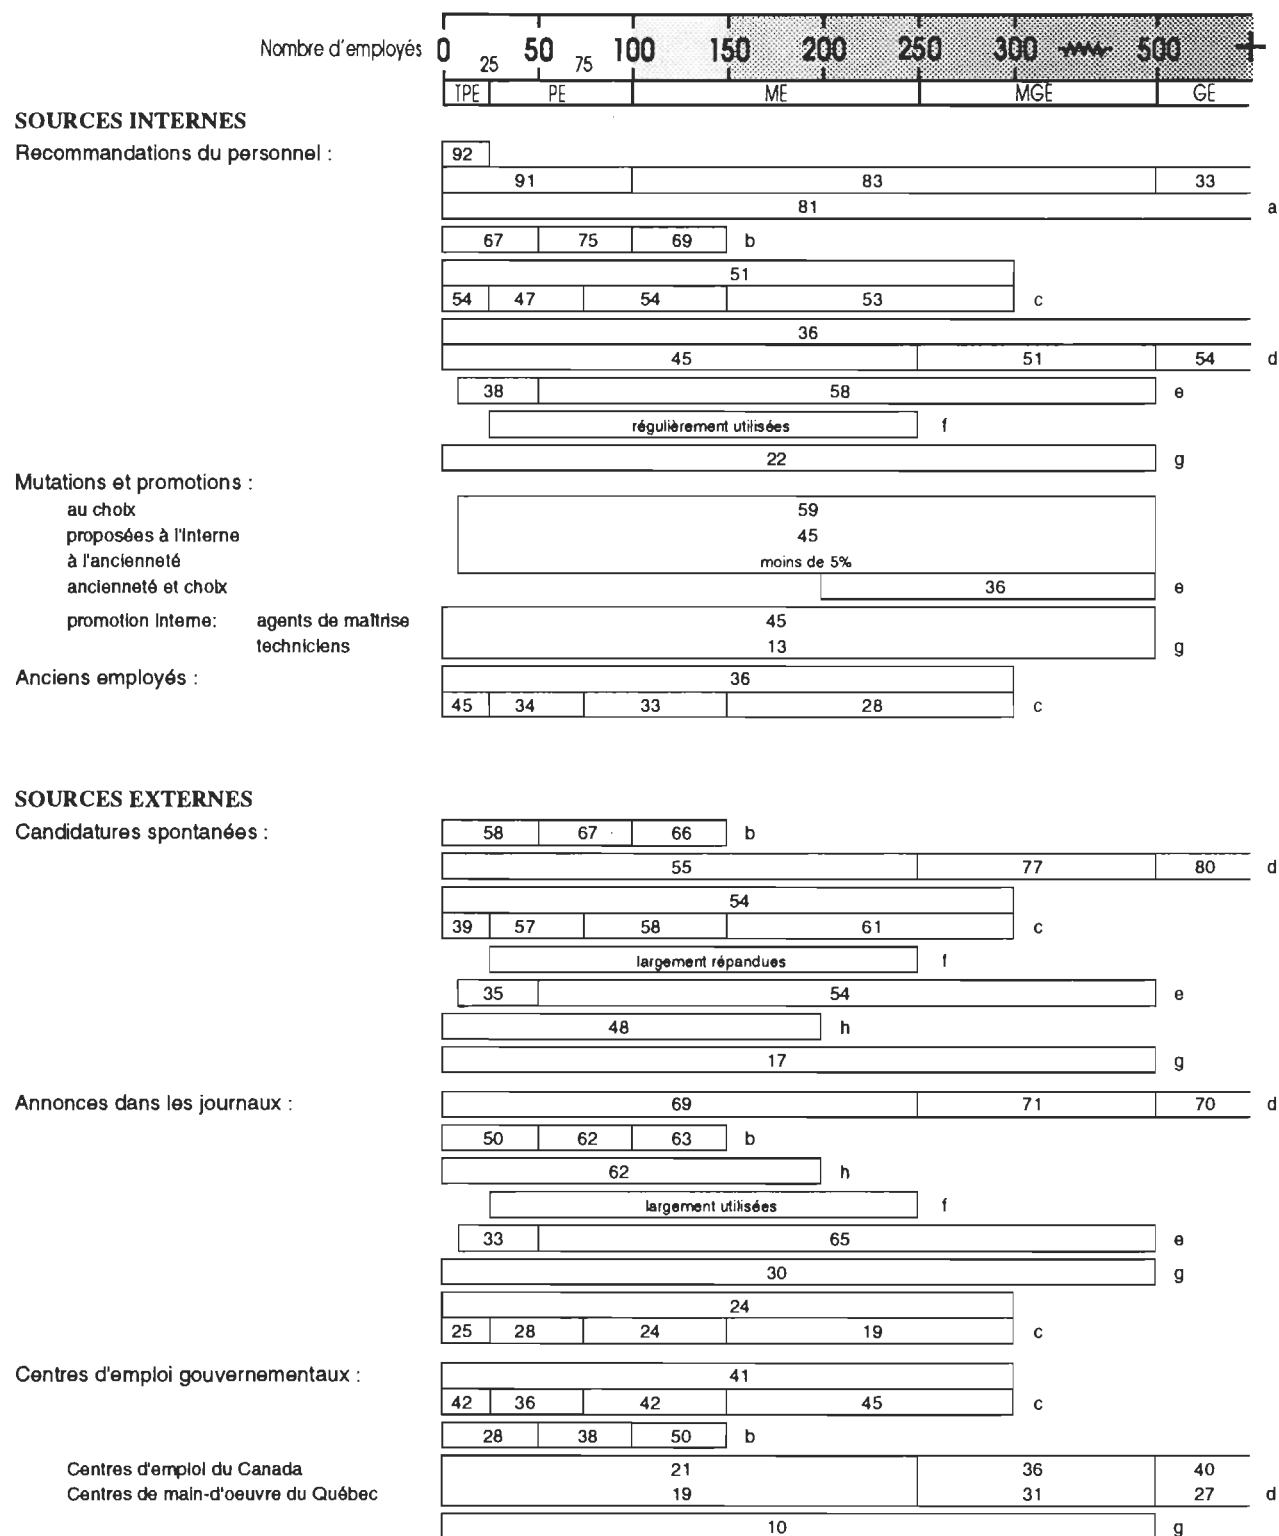 Nombre d'employés 0 50 100 150 200 250 300 500 +
25 75
TPE PE ME MGE GE
SOURCES INTERNES
Recommandations du personnel :
92
91 83 33
81 a
67 75 69 b
51
54 47 54 53 c
36
45 51 54 d
38 58 e
régulièrement utilisées f
22 g
Mutations et promotions :
au choix 59
proposées à l'interne 45
à l'ancienneté moins de 5%
ancienneté et choix 36 e
promotion interne: agents de maîtrise 45
techniciens 13 g
Anciens employés : 36
45 34 33 28 c
SOURCES EXTERNES
Candidatures spontanées : 58 67 66 b
55 77 80 d
54
39 57 58 61 c
largement répandues f
35 54 e
48 h
17 g
Annonces dans les journaux : 69 71 70 d
50 62 63 b
62 h
largement utilisées f
33 65 e
30 g
24
25 28 24 19 c
Centres d'emploi gouvernementaux : 41
42 36 42 45 c
28 38 50 b
Centres d'emploi du Canada 21 36 40
Centres de main-d'oeuvre du Québec 19 31 27 d
10 g